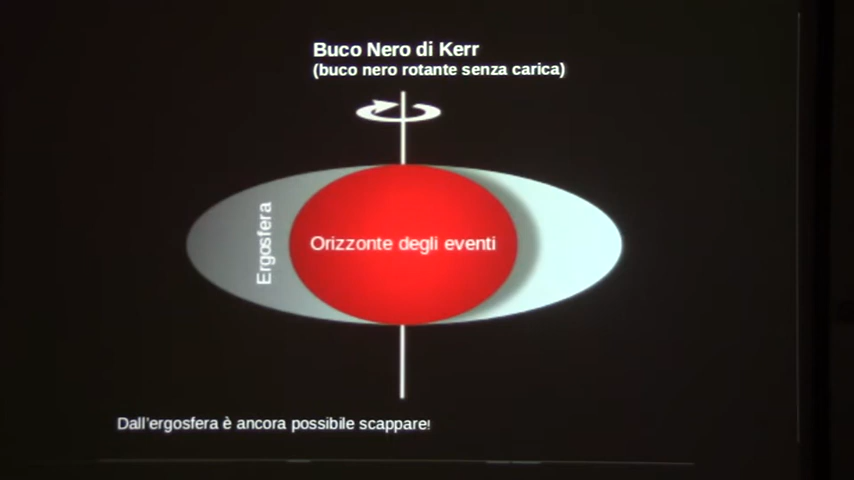 Buco Nero di Kerr
(buco nero rotante senza carica)
Ergosfera
Orizzonte degli eventi
Dall'ergosfera è ancora possibile scappare!